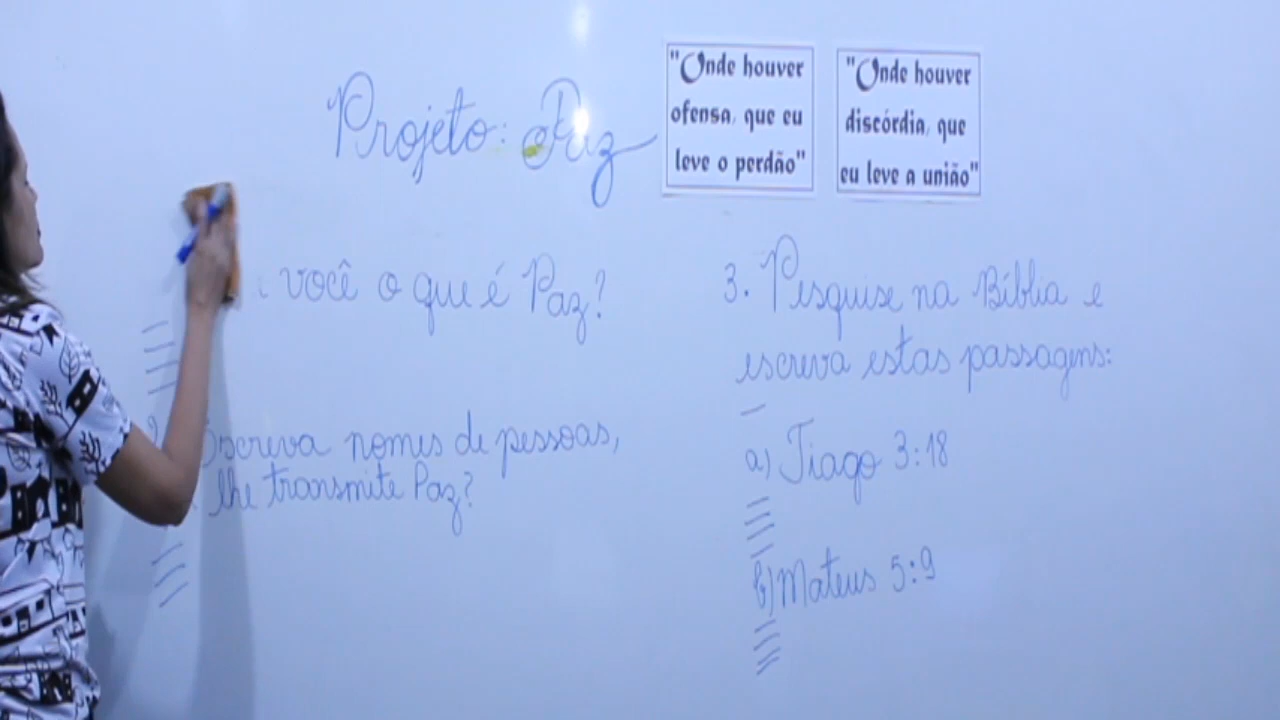 Projeto: Paz
"Onde houver
ofensa, que eu
leve o perdão"
"Onde houver
discórdia, que
eu leve a união"
você o que é Paz?
Escreva nomes de pessoas,
lhe transmite Paz?
3. Pesquise na Bíblia e
escreva estas passagens:
a) Tiago 3:18
b) Mateus 5:9